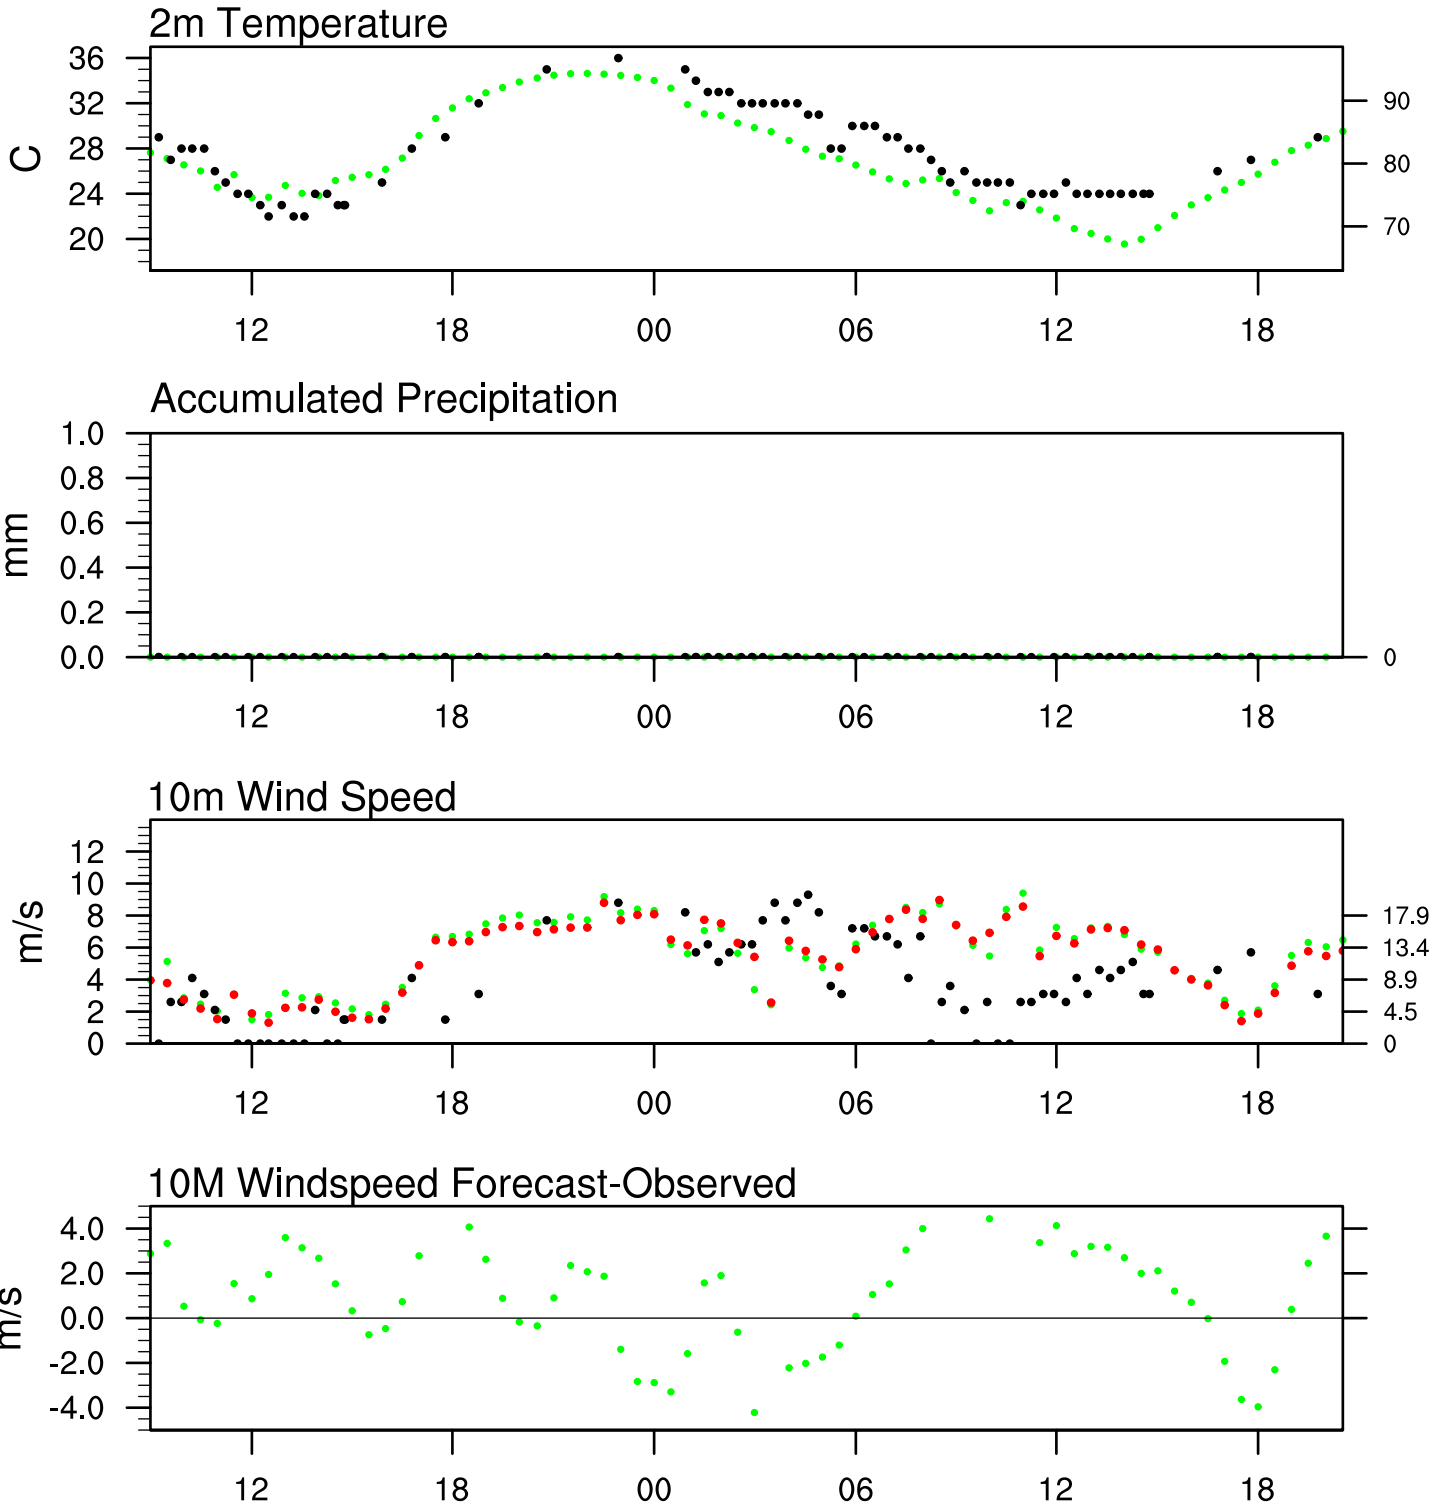 2m Temperature
36
32
28
24
20
C
90
80
70
12 18 00 06 12 18
Accumulated Precipitation
1.0
0.8
0.6
0.4
0.2
0.0
mm
0
12 18 00 06 12 18
10m Wind Speed
12
10
8
6
4
2
0
m/s
17.9
13.4
8.9
4.5
0
12 18 00 06 12 18
10M Windspeed Forecast-Observed
4.0
2.0
0.0
-2.0
-4.0
m/s
12 18 00 06 12 18